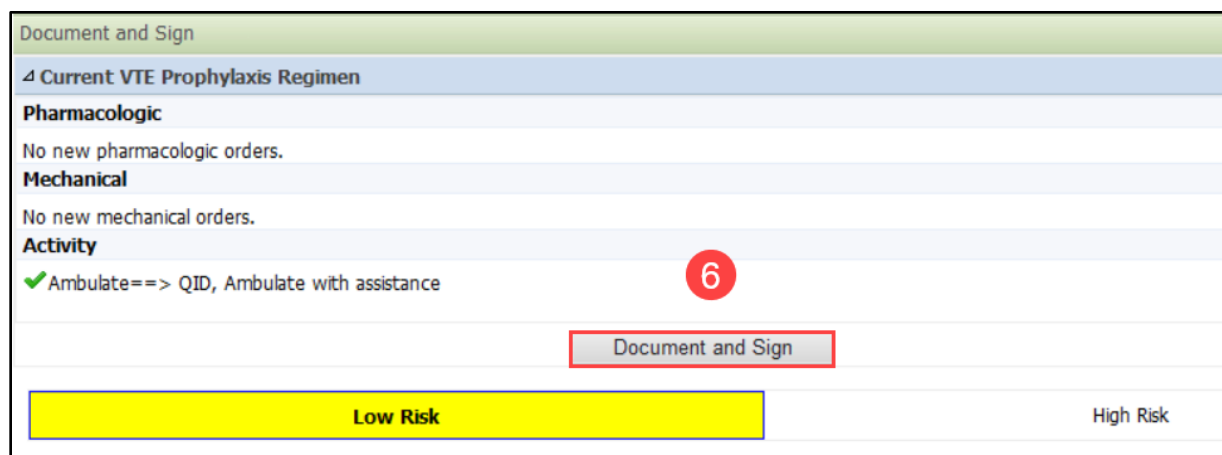 Document and Sign
Current VTE Prophylaxis Regimen
Pharmacologic
No new pharmacologic orders.
Mechanical
No new mechanical orders.
Activity
Ambulate==> QID, Ambulate with assistance
6
Document and Sign
Low Risk High Risk